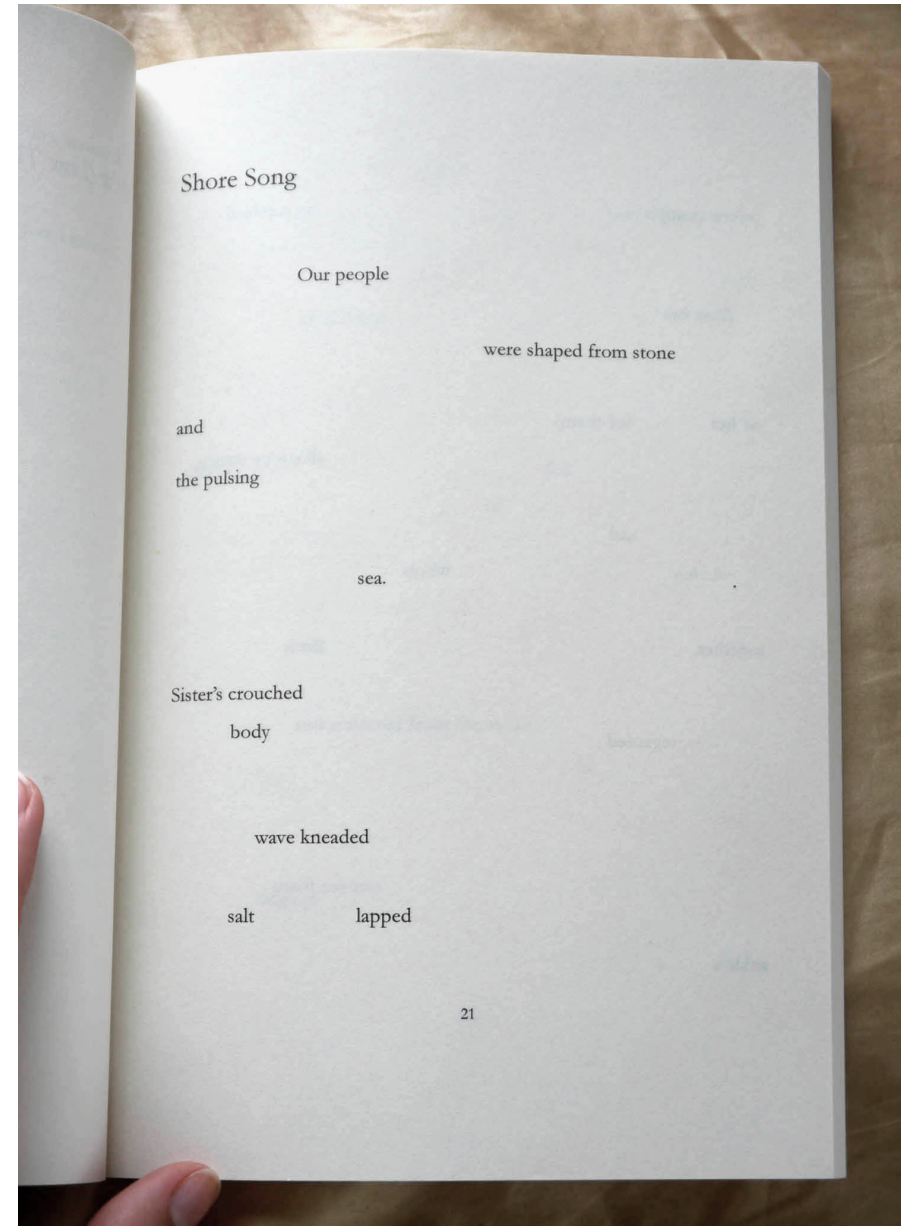 Shore Song
Our people
were shaped from stone
and
the pulsing
sea.
Sister's crouched
body
wave kneaded
salt lapped
21